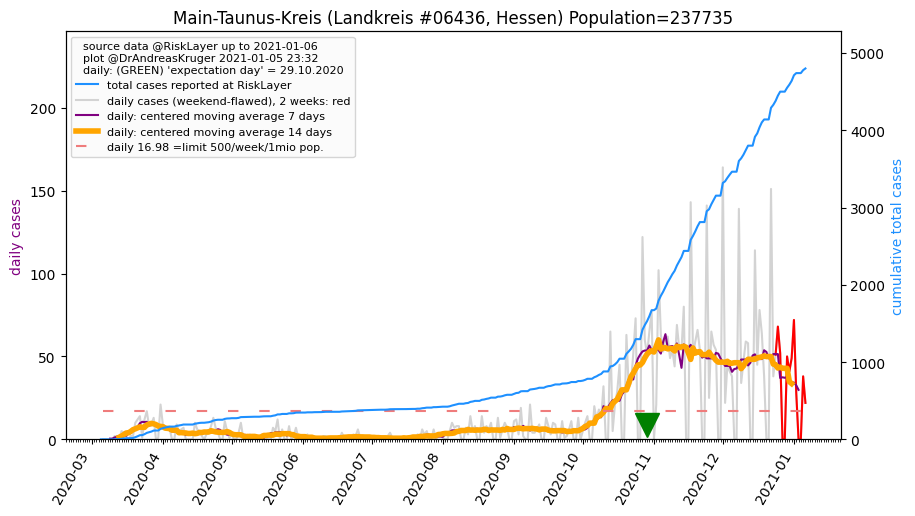 Main-Taunus-Kreis (Landkreis #06436, Hessen) Population=237735
source data @RiskLayer up to 2021-01-06
plot @DrAndreasKruger 2021-01-05 23:32
daily: (GREEN) 'expectation day' = 29.10.2020
total cases reported at RiskLayer
daily cases (weekend-flawed), 2 weeks: red
daily: centered moving average 7 days
daily: centered moving average 14 days
daily 16.98 =limit 500/week/1mio pop.
daily cases
200
150
100
50
0
cumulative total cases
5000
4000
3000
2000
1000
0
2020-03
2020-04
2020-05
2020-06
2020-07
2020-08
2020-09
2020-10
2020-11
2020-12
2021-01